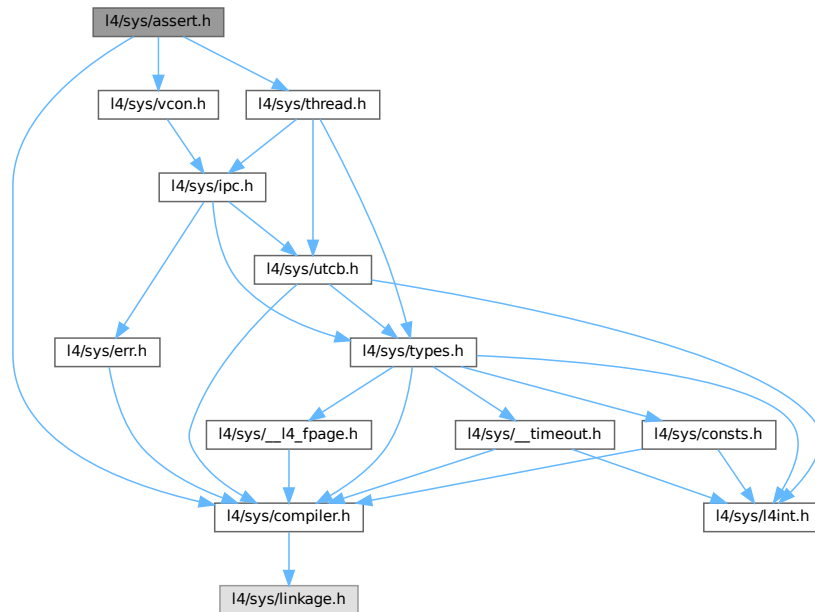 l4/sys/assert.h
l4/sys/vcon.h
l4/sys/thread.h
l4/sys/ipc.h
l4/sys/utcb.h
l4/sys/err.h
l4/sys/types.h
l4/sys/__l4_fpage.h
l4/sys/__timeout.h
l4/sys/consts.h
l4/sys/compiler.h
l4/sys/l4int.h
l4/sys/linkage.h